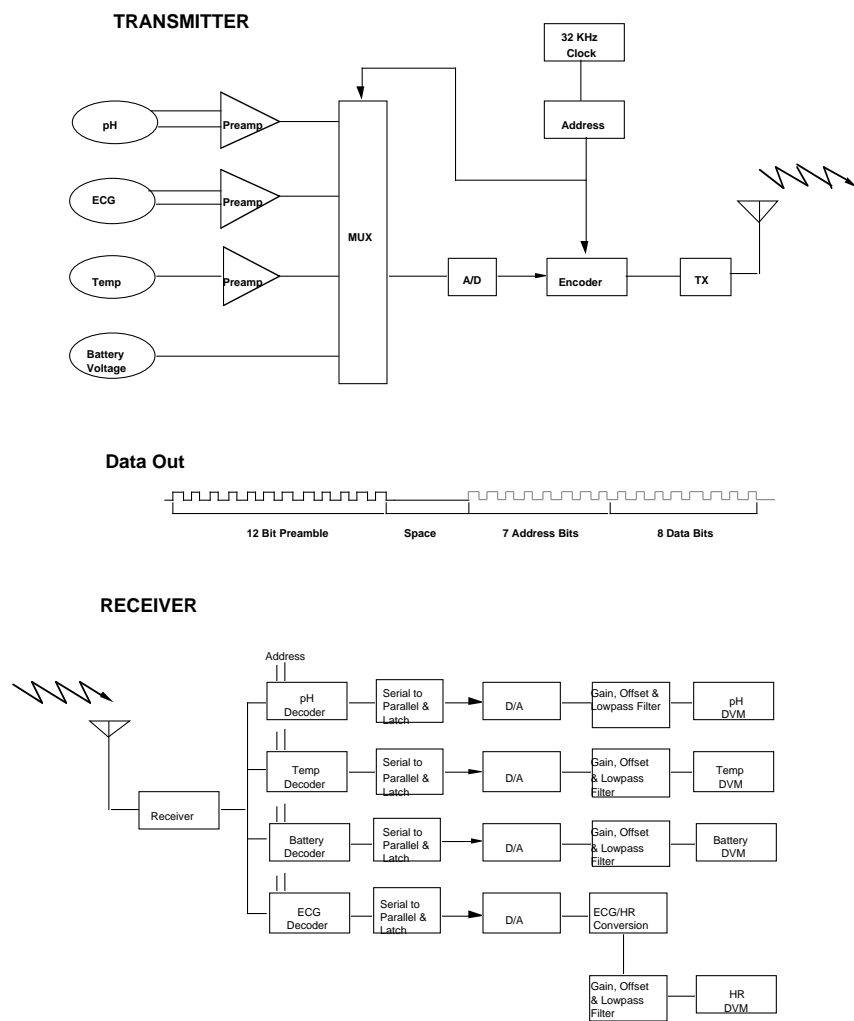 TRANSMITTER
32 KHz
Clock
pH
Preamp
Address
ECG
Preamp
MUX
Temp
Preamp
A/D
Encoder
TX
Battery
Voltage
Data Out
12 Bit Preamble
Space
7 Address Bits
8 Data Bits
RECEIVER
Address
pH
Decoder
Serial to
Parallel &
Latch
D/A
Gain, Offset &
Lowpass Filter
pH
DVM
Temp
Decoder
Serial to
Parallel &
Latch
D/A
Gain, Offset
& Lowpass
Filter
Temp
DVM
Receiver
Battery
Decoder
Serial to
Parallel &
Latch
D/A
Gain, Offset
& Lowpass
Filter
Battery
DVM
ECG
Decoder
Serial to
Parallel &
Latch
D/A
ECG/HR
Conversion
Gain, Offset
& Lowpass
Filter
HR
DVM